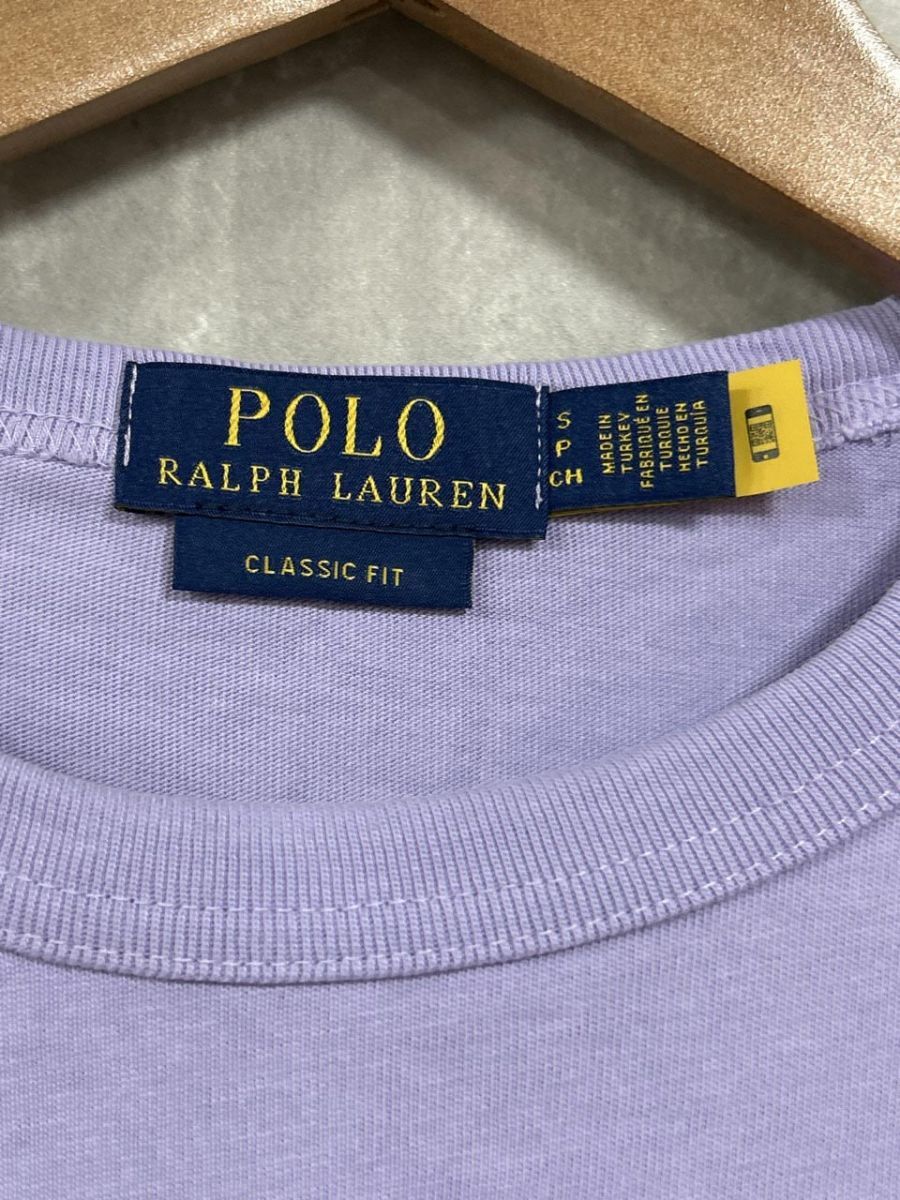 POLO
RALPH LAUREN
CLASSIC FIT
S
P
CH
MADE IN
TURKEY
FABRIQUÉ EN
TURQUIE
HECHO EN
TURQUÍA